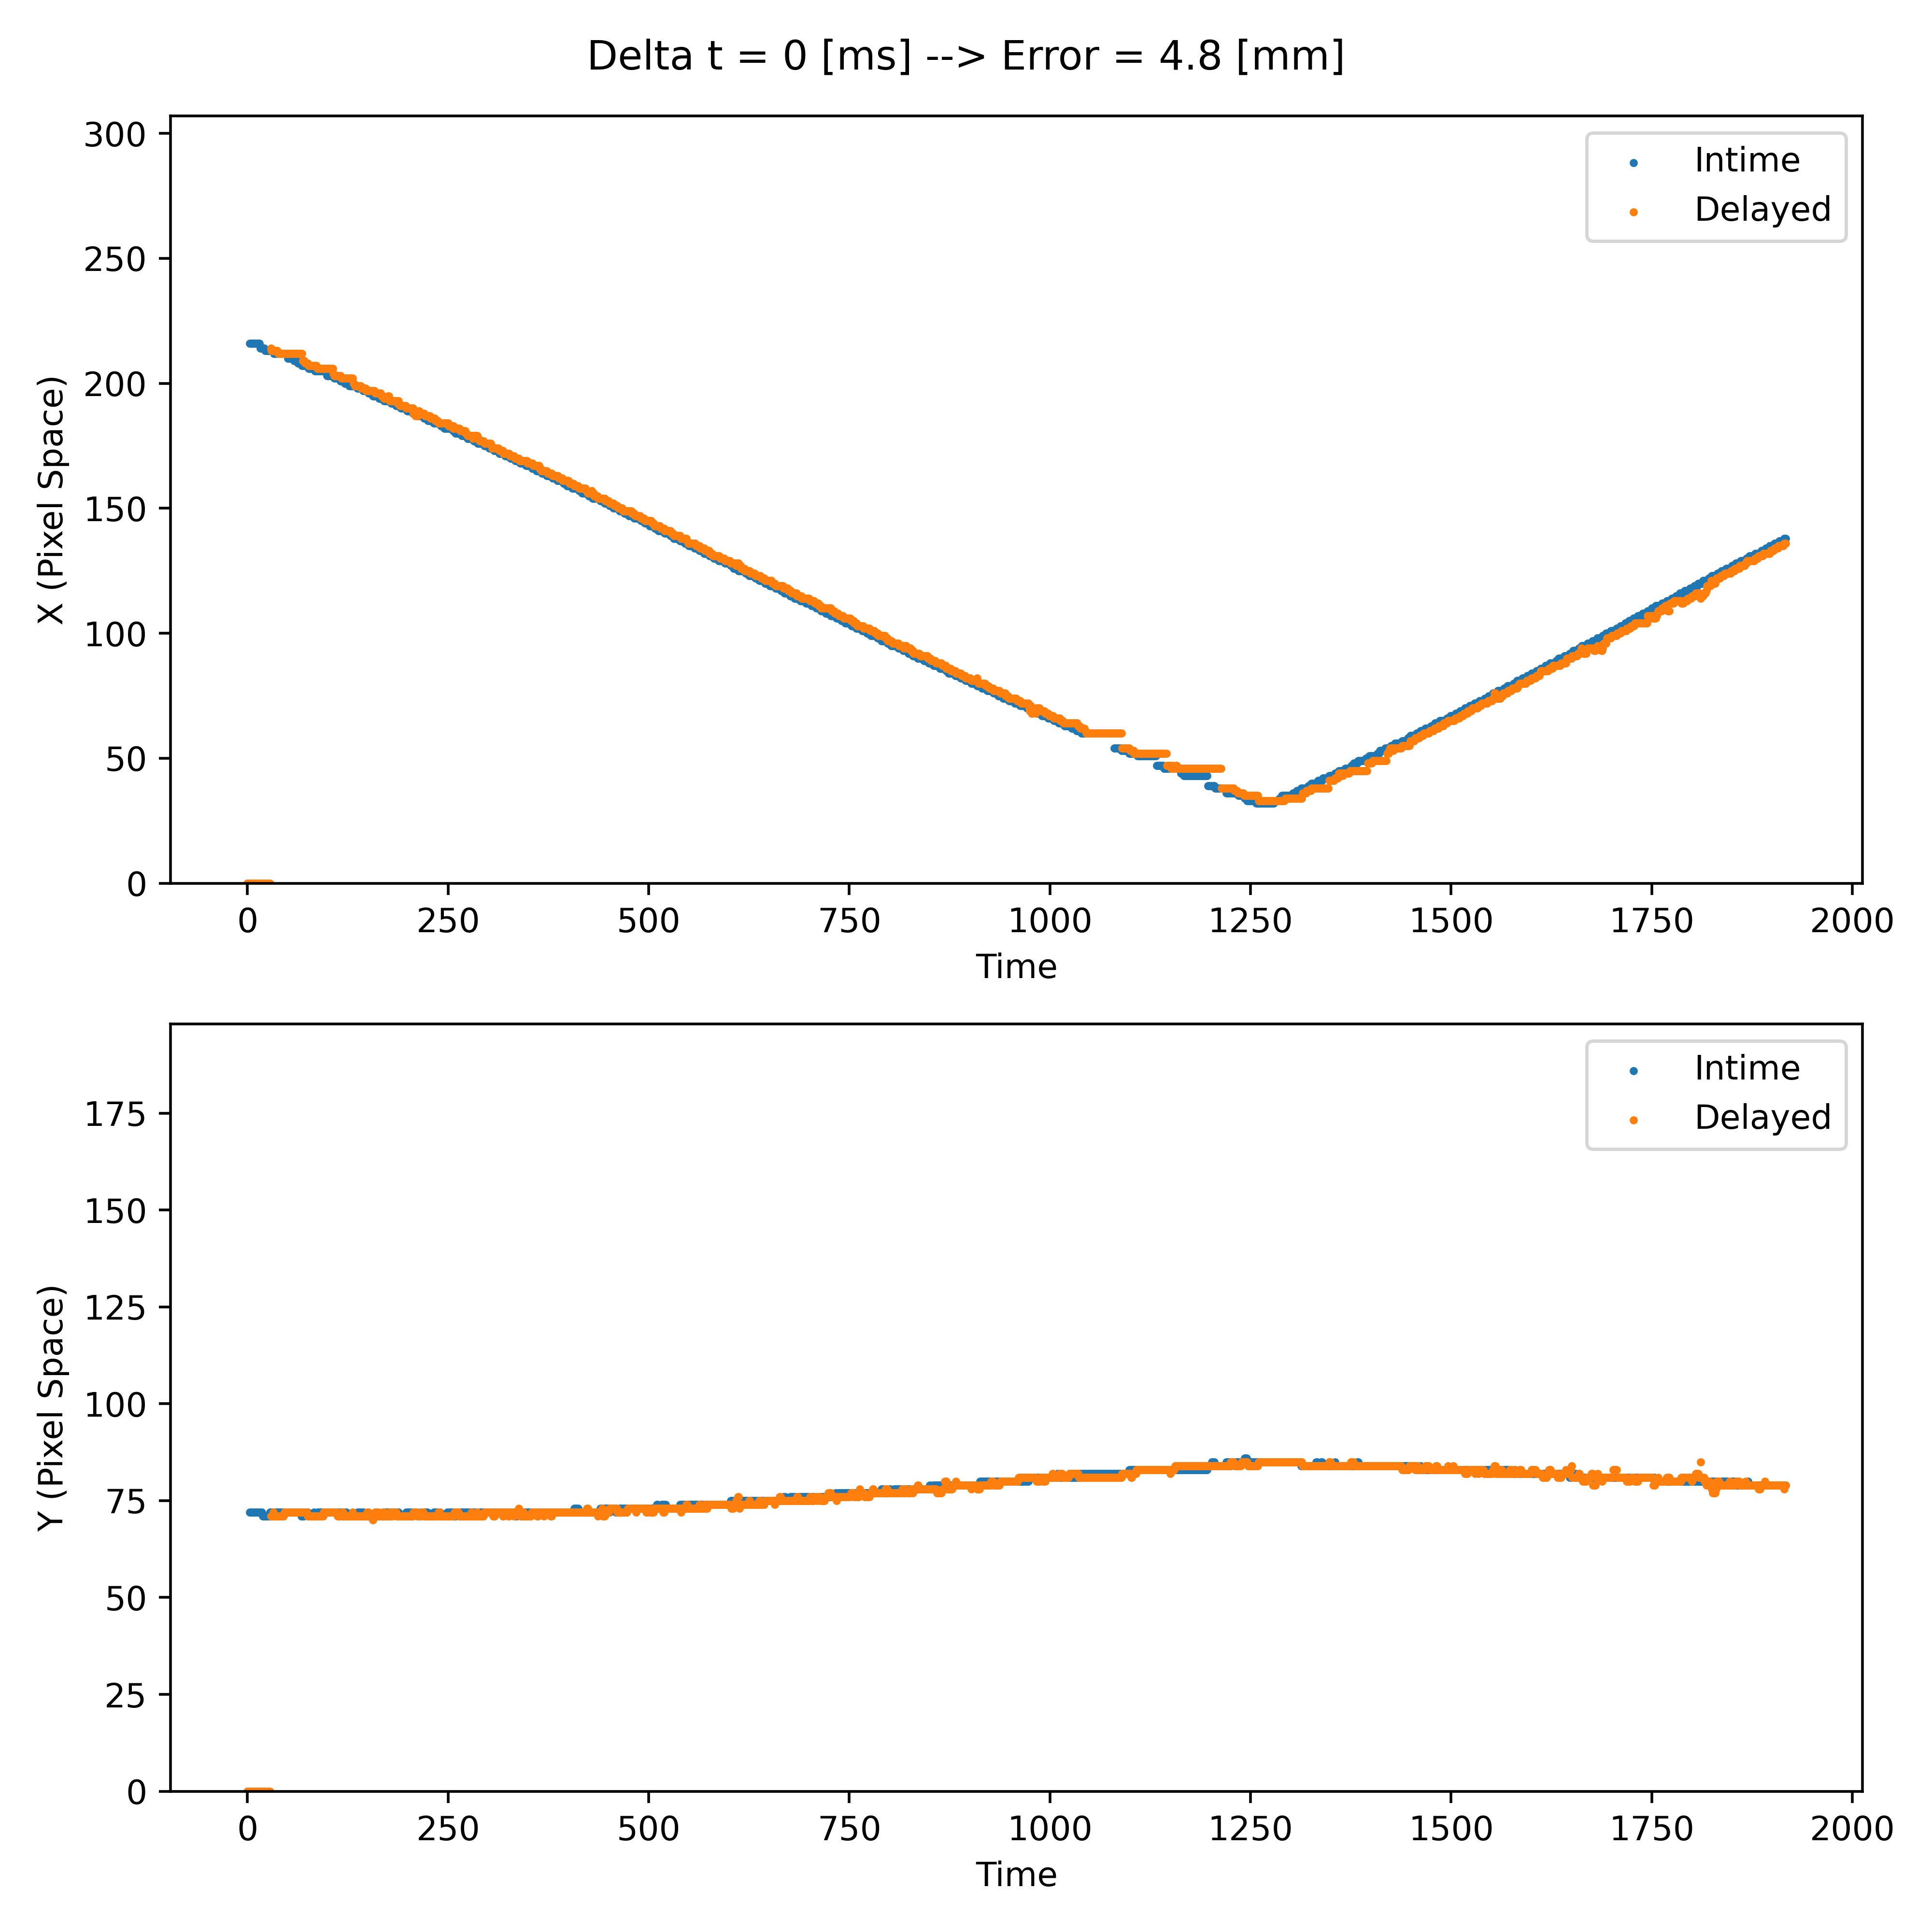 Delta t = 0 [ms] --> Error = 4.8 [mm]
300
250
200
150
100
50
0
X (Pixel Space)
Intime
Delayed
0 250 500 750 1000 1250 1500 1750 2000
Time
175
150
125
100
75
50
25
0
Y (Pixel Space)
Intime
Delayed
0 250 500 750 1000 1250 1500 1750 2000
Time